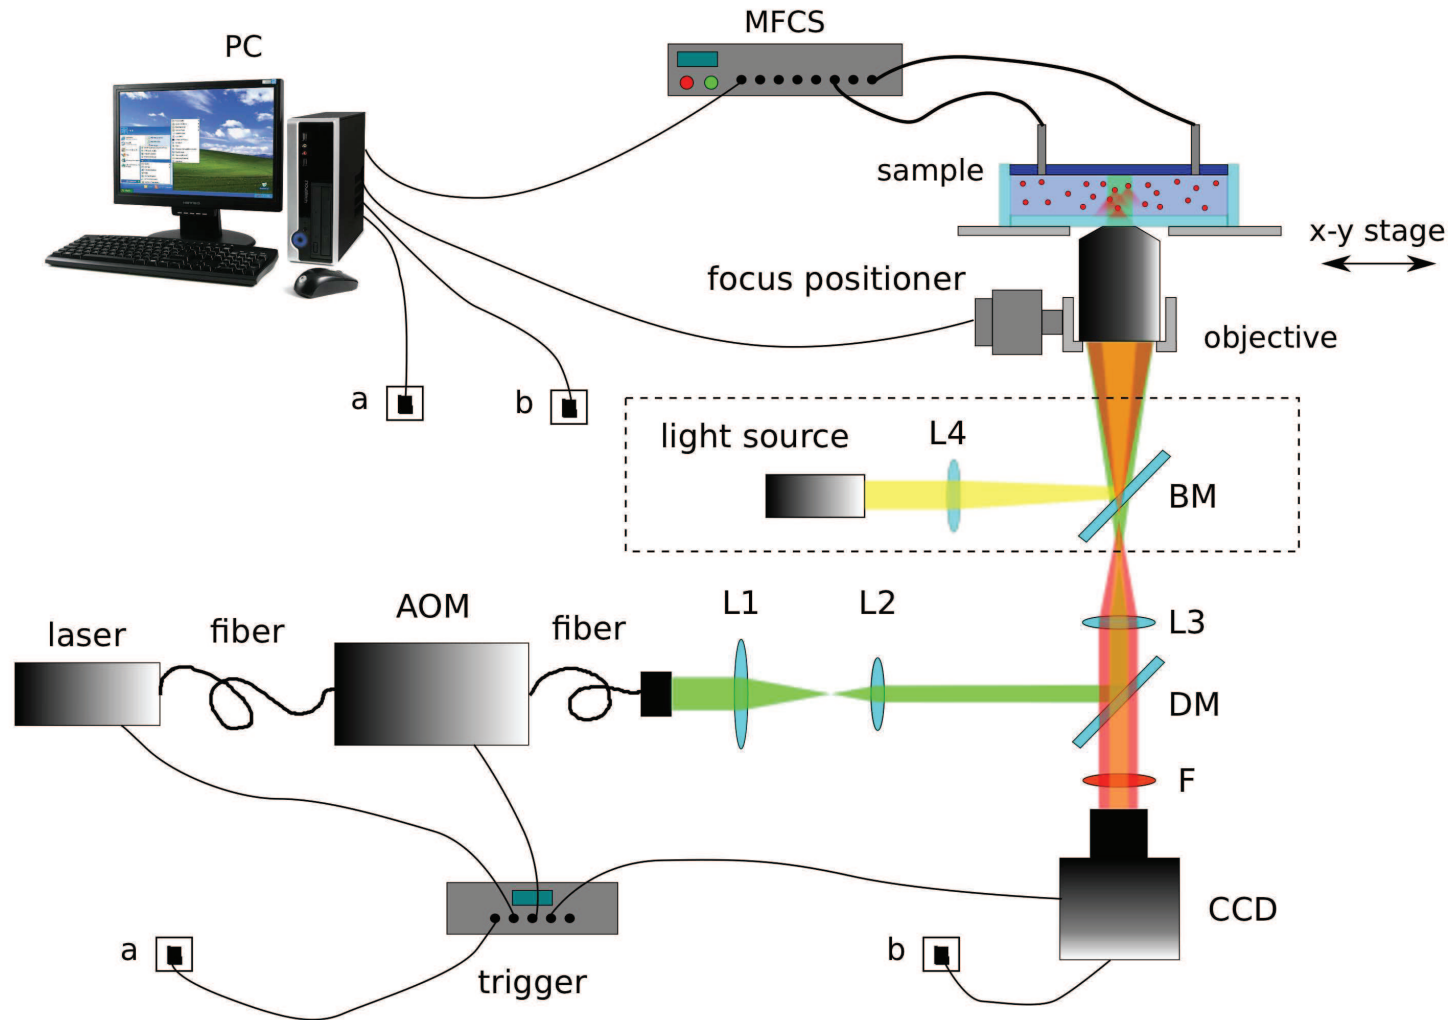 MFCS
PC
sample
x-y stage
focus positioner
objective
a
b
light source
L4
BM
AOM
L1
L2
fiber
fiber
laser
L3
DM
F
CCD
a
b
trigger